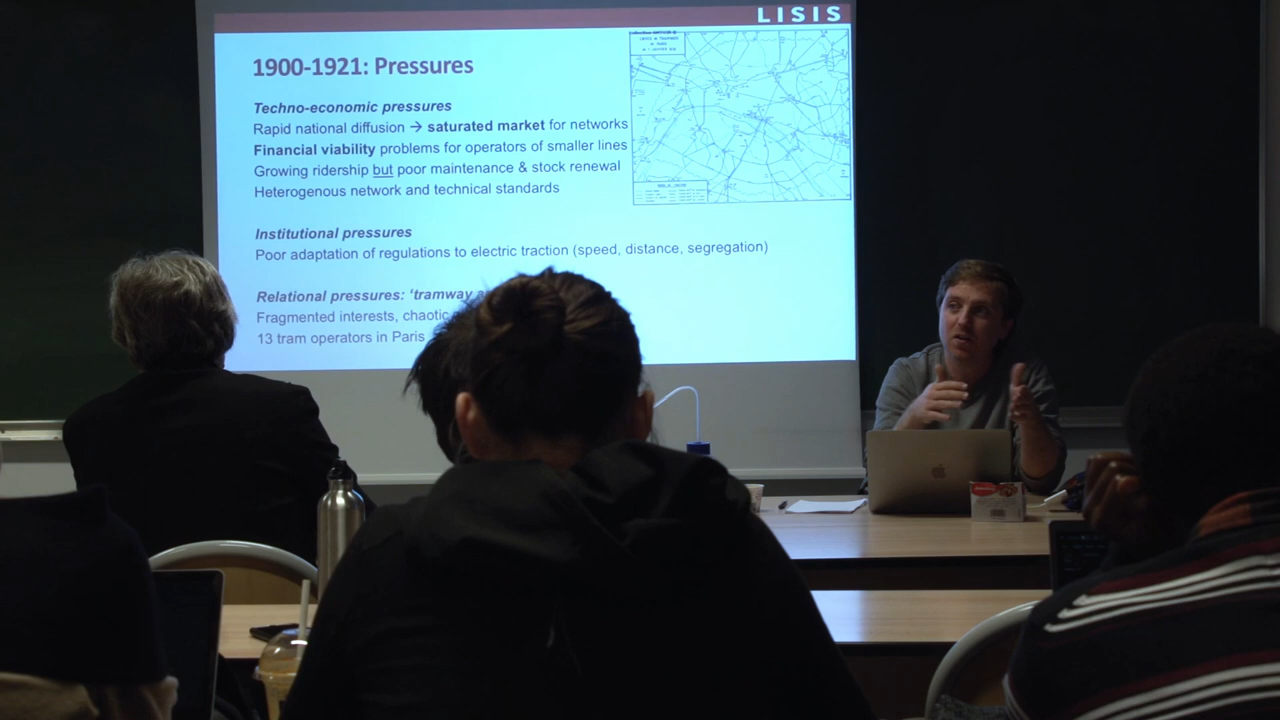 LISIS
1900-1921: Pressures
Techno-economic pressures
Rapid national diffusion → saturated market for networks
Financial viability problems for operators of smaller lines
Growing ridership but poor maintenance & stock renewal
Heterogenous network and technical standards
Institutional pressures
Poor adaptation of regulations to electric traction (speed, distance, segregation)
Relational pressures: ‘tramway
Fragmented interests, chaotic
13 tram operators in Paris